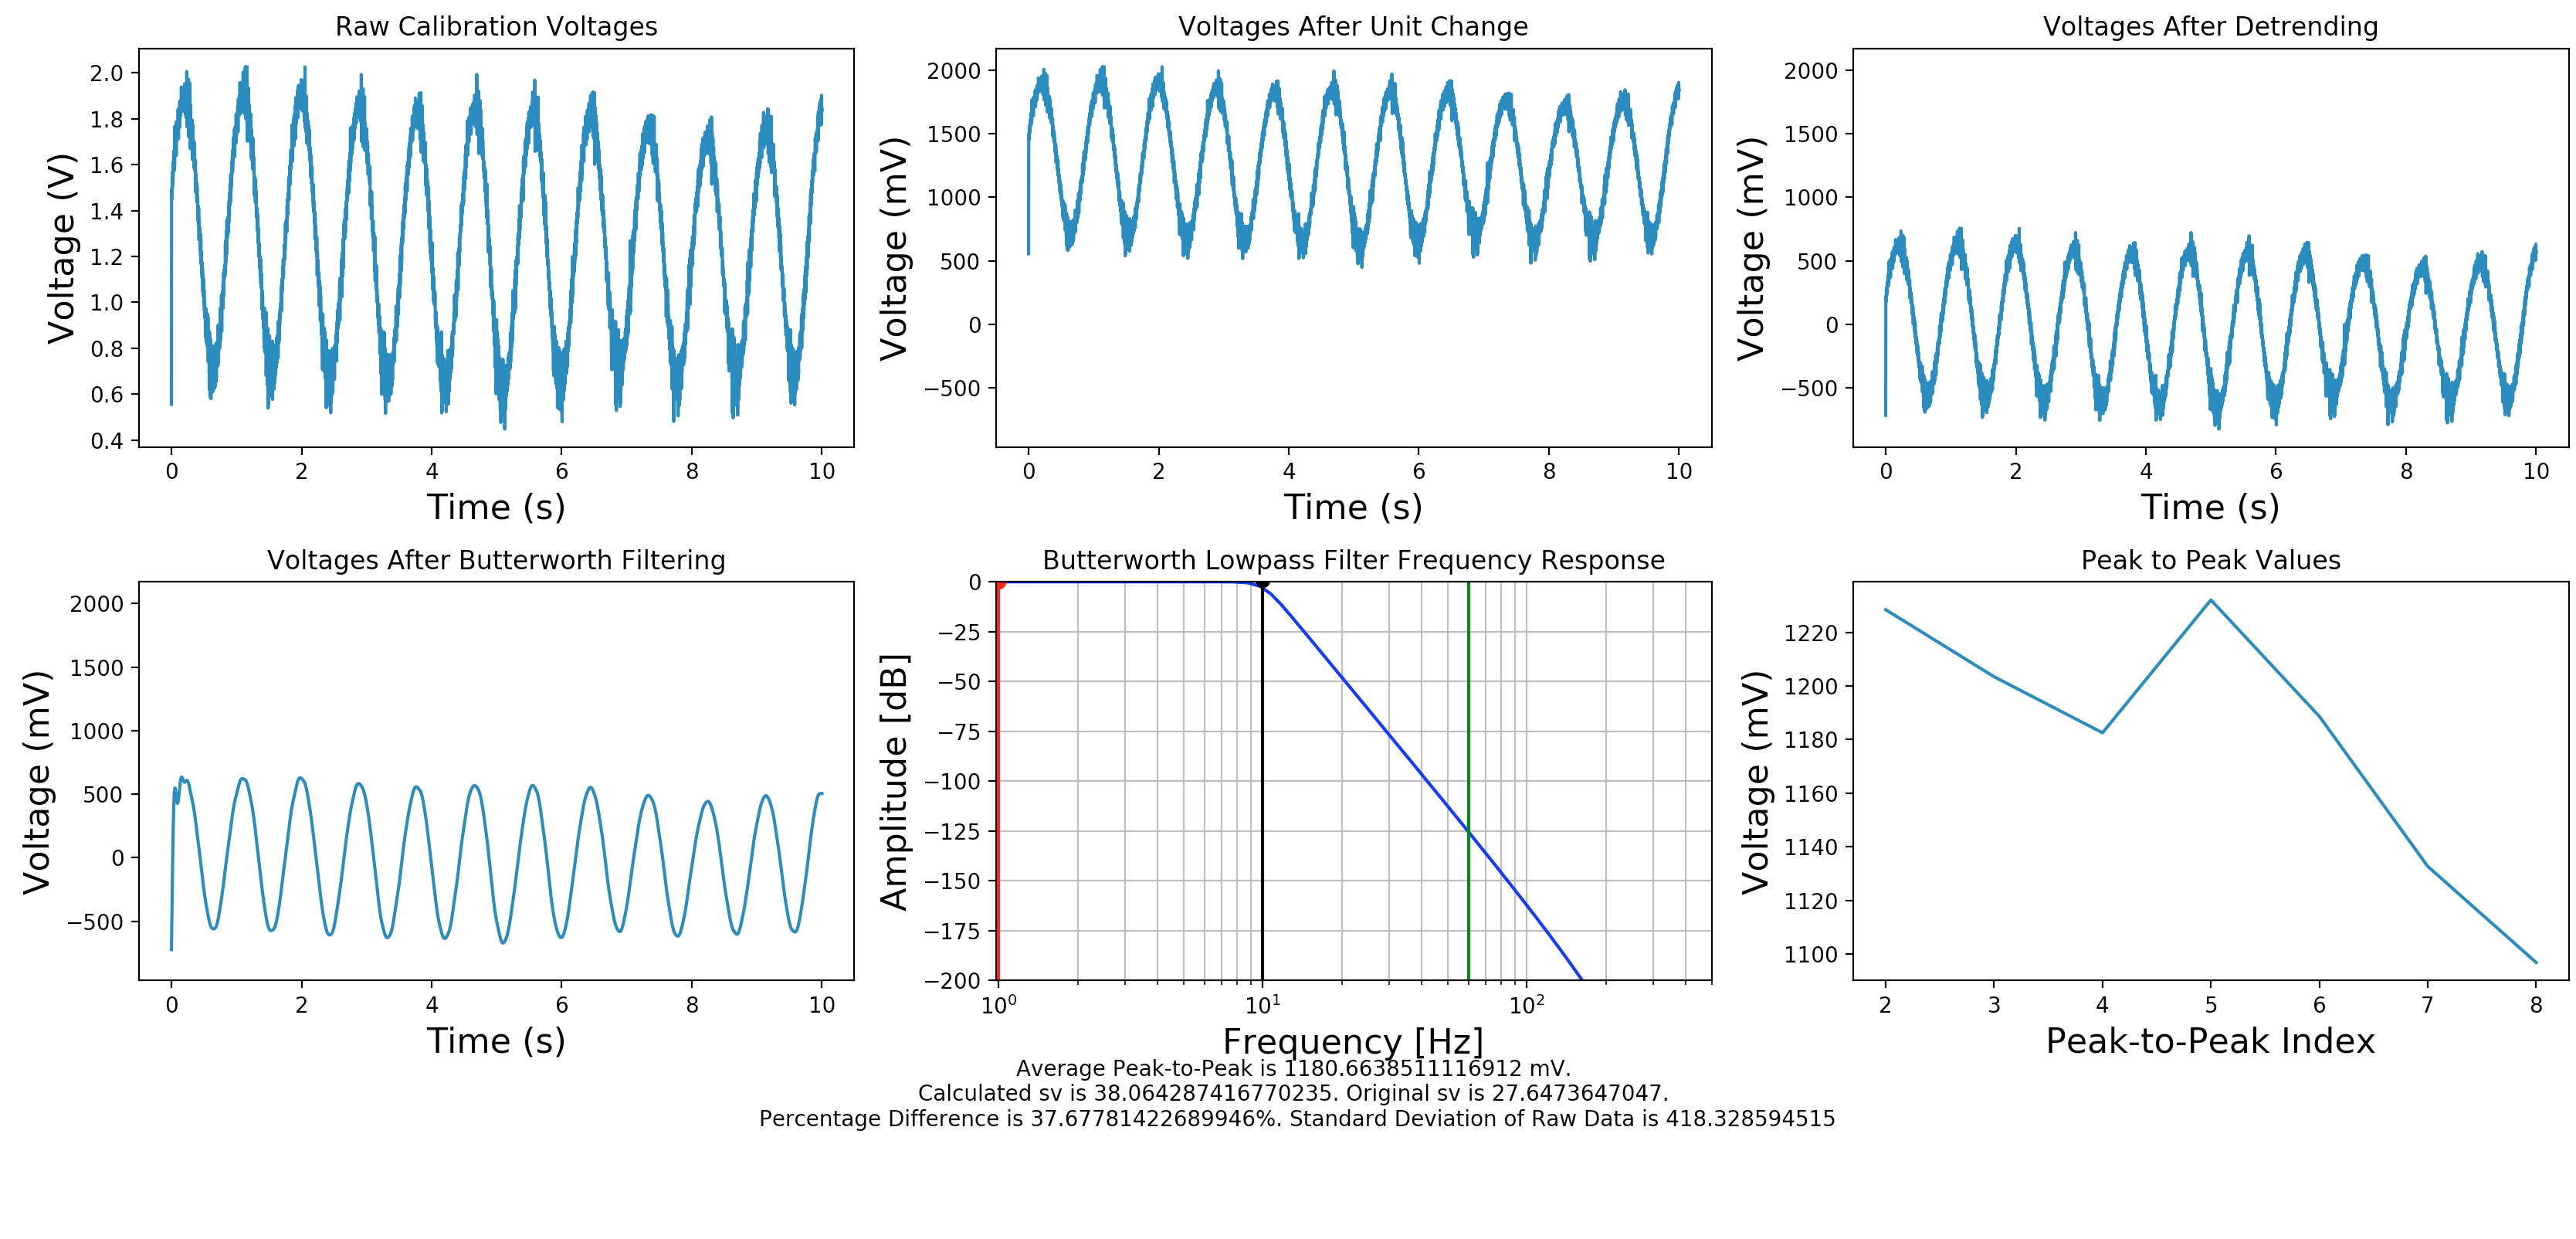 Raw Calibration Voltages
Voltage (V)
2.0
1.8
1.6
1.4
1.2
1.0
0.8
0.6
0.4
0 2 4 6 8 10
Time (s)
Voltages After Unit Change
Voltage (mV)
2000
1500
1000
500
0
−500
0 2 4 6 8 10
Time (s)
Voltages After Detrending
Voltage (mV)
2000
1500
1000
500
0
−500
0 2 4 6 8 10
Time (s)
Voltages After Butterworth Filtering
Voltage (mV)
2000
1500
1000
500
0
−500
0 2 4 6 8 10
Time (s)
Butterworth Lowpass Filter Frequency Response
Amplitude [dB]
0
−25
−50
−75
−100
−125
−150
−175
−200
10⁰ 10¹ 10²
Frequency [Hz]
Peak to Peak Values
Voltage (mV)
1220
1200
1180
1160
1140
1120
1100
2 3 4 5 6 7 8
Peak-to-Peak Index
Average Peak-to-Peak is 1180.6638511116912 mV.
Calculated sv is 38.064287416770235. Original sv is 27.6473647047.
Percentage Difference is 37.67781422689946%. Standard Deviation of Raw Data is 418.328594515